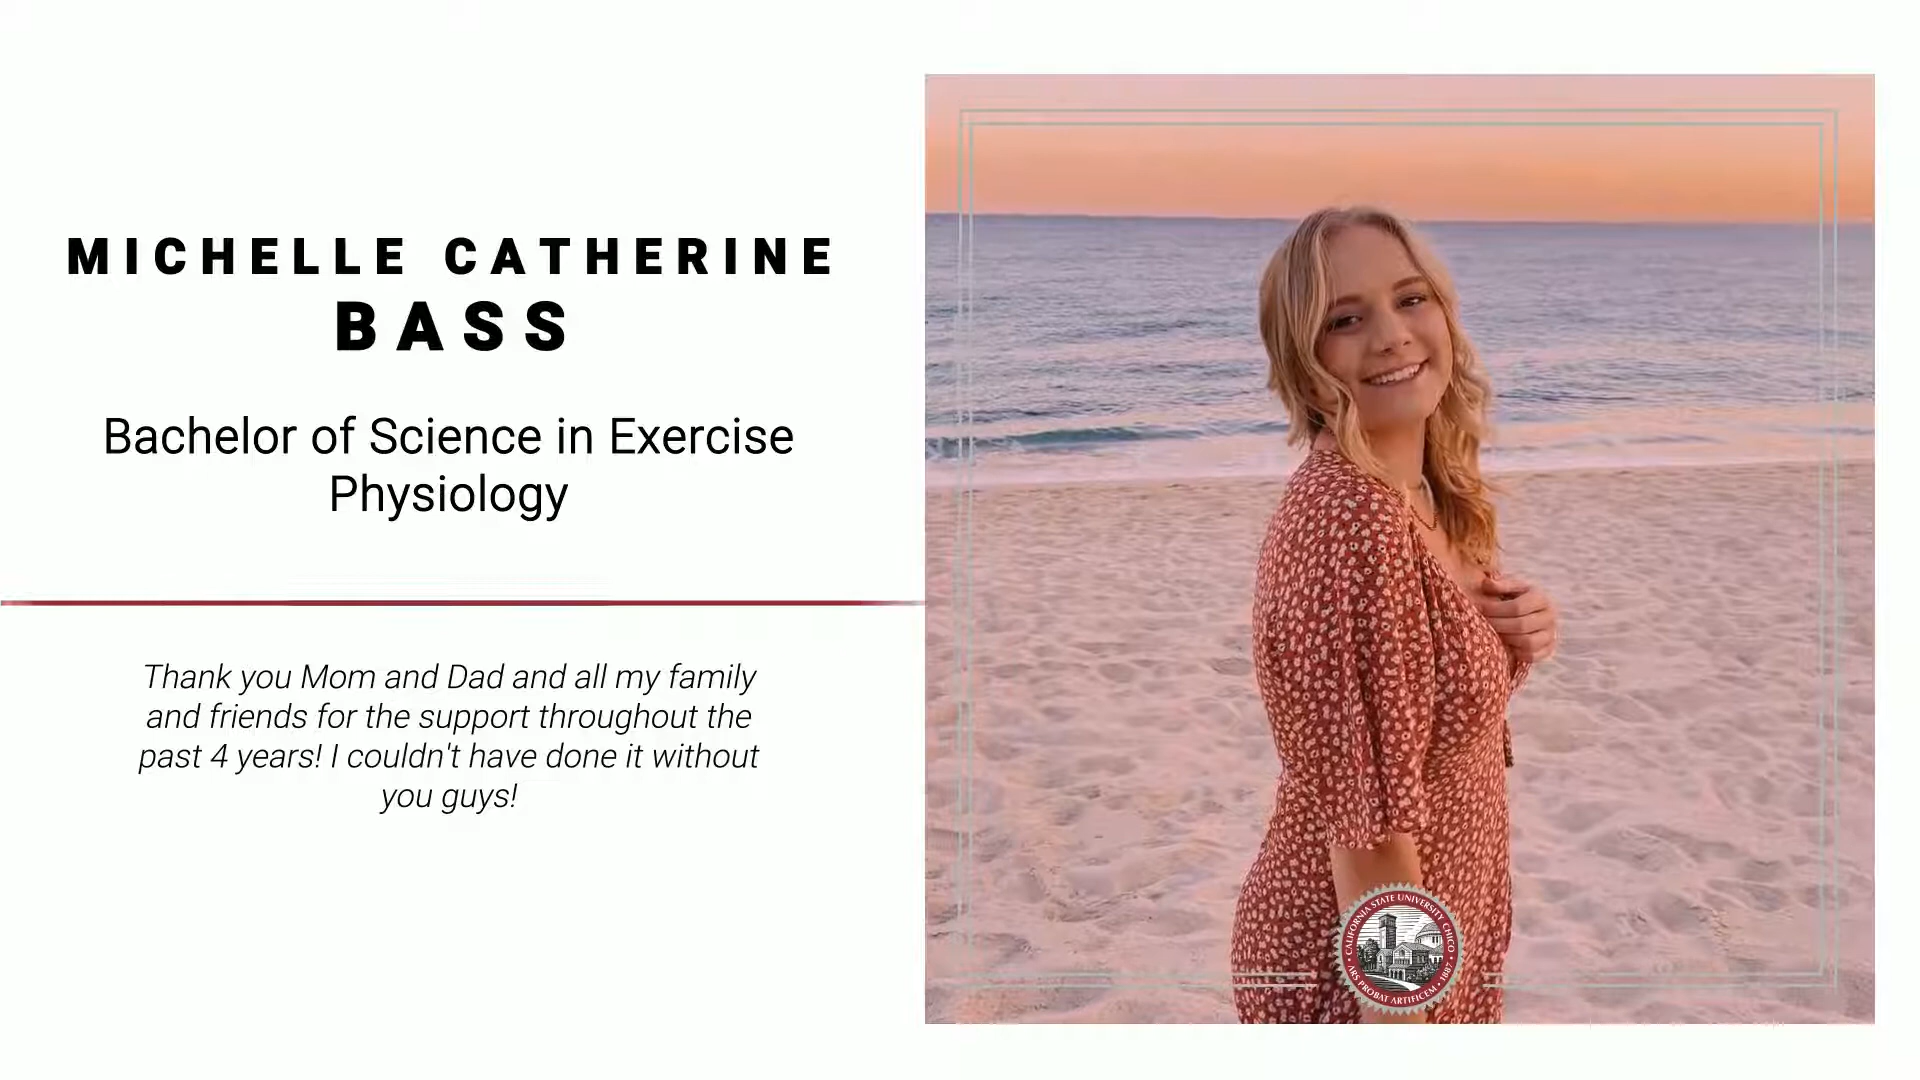 MICHELLE CATHERINE
BASS
Bachelor of Science in Exercise
Physiology
Thank you Mom and Dad and all my family
and friends for the support throughout the
past 4 years! I couldn't have done it without
you guys!
CALIFORNIA STATE UNIVERSITY CHICO
ARS PROBAT ARTIFICEM • 1887